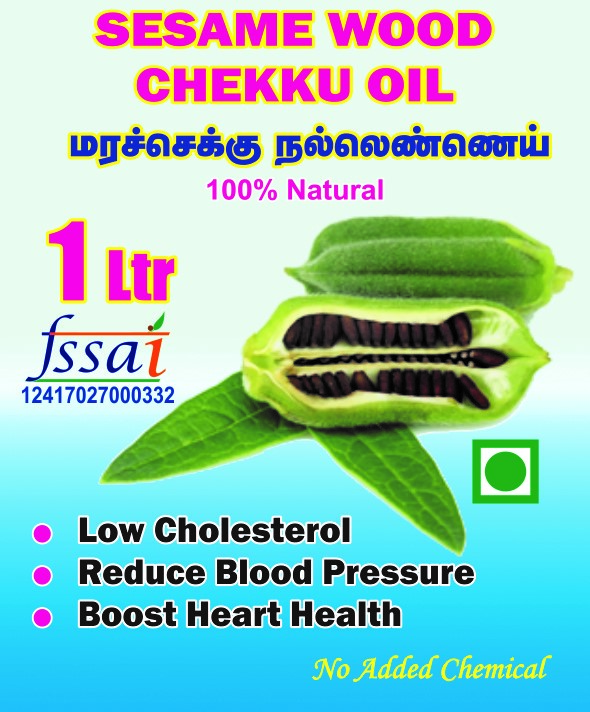 SESAME WOOD
CHEKKU OIL
மரச்செக்கு நல்லெண்ணெய்
100% Natural
1 Ltr
fssai
12417027000332
Low Cholesterol
Reduce Blood Pressure
Boost Heart Health
No Added Chemical